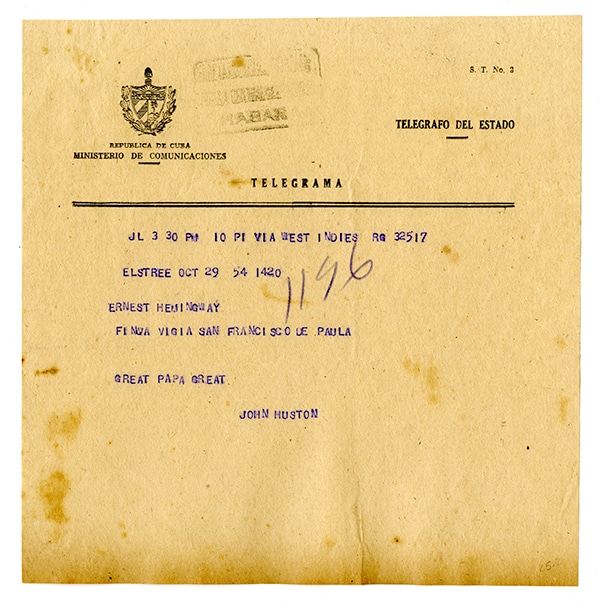 S. T. No. 2
REPUBLICA DE CUBA
MINISTERIO DE COMUNICACIONES
TELEGRAFO DEL ESTADO
TELEGRAMA
JL 3 30 PM 10 PI VIA WEST INDIES RG 32517
ELSTREE OCT 29 54 1420
1196
ERNEST HEMINGWAY
FINWA VIGIA SAN FRANCISCO DE PAULA
GREAT PAPA GREAT
JOHN HUSTON